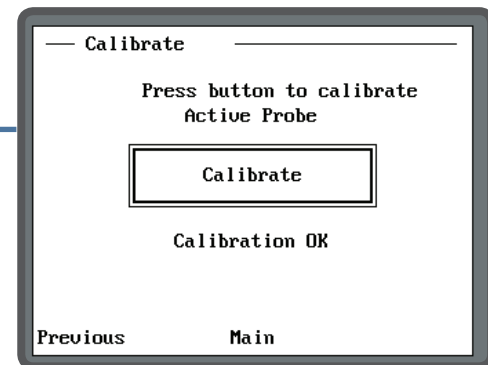 Calibrate
Press button to calibrate
Active Probe
Calibrate
Calibration OK
Previous Main